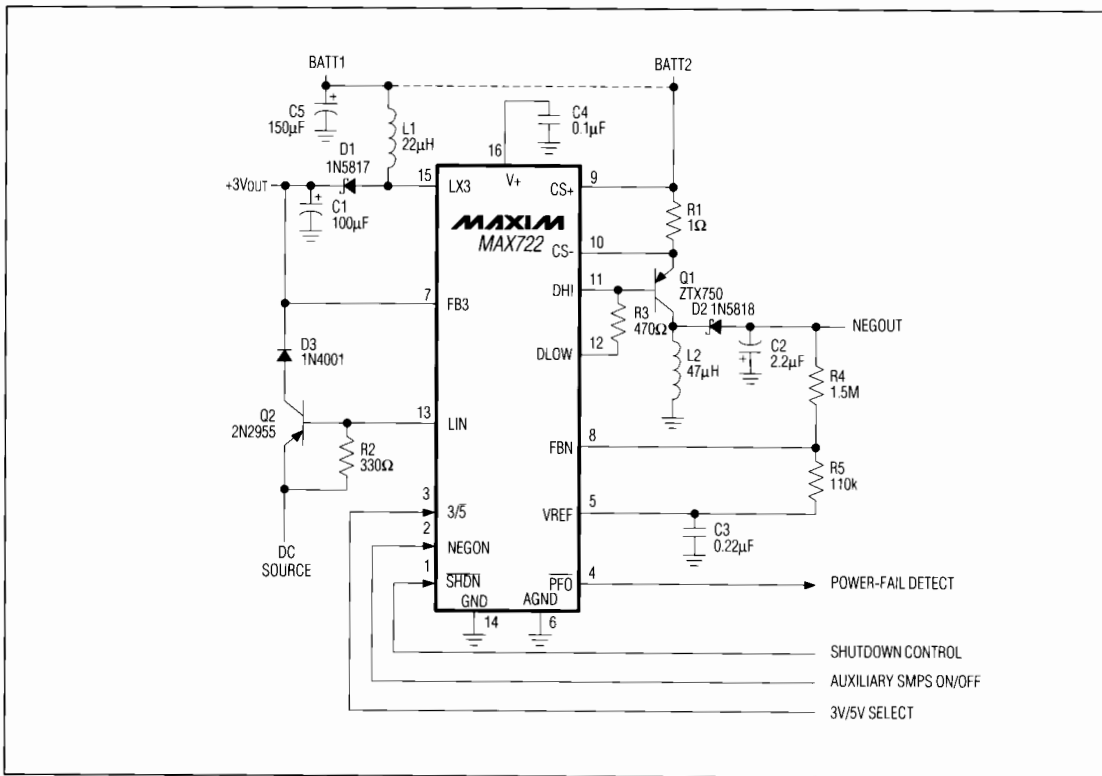 BATT1
BATT2
C5
150µF
+
L1
22µH
C4
0.1µF
D1
1N5817
16
V+
+3VOUT
15
LX3
CS+
9
+
C1
100µF
R1
1Ω
MAXIM
MAX722
CS-
10
DHI
11
Q1
ZTX750
D2 1N5818
7
FB3
R3
470Ω
NEGOUT
DLOW
12
L2
47µH
C2
2.2µF
+
D3
1N4001
R4
1.5M
Q2
2N2955
13
LIN
R2
330Ω
FBN
8
R5
110k
3
3/5̅
VREF
5
C3
0.22µF
2
NEGON
DC
SOURCE
1
S̅H̅D̅N̅
P̅F̅O̅
4
POWER-FAIL DETECT
GND
14
AGND
6
SHUTDOWN CONTROL
AUXILIARY SMPS ON/OFF
3V/5V SELECT